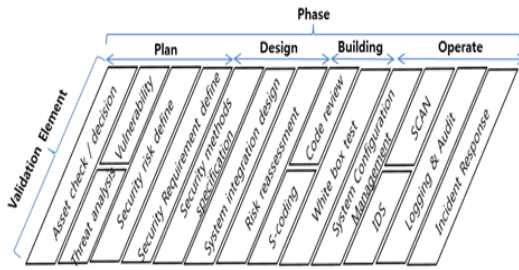 Phase
Plan
Design
Building
Operate
Validation Element
Asset check / decision
Threat analysis
Vulnerability
Security risk define
Security Requirement define
Security methods
specification
System integration design
Risk reassessment
S-coding
Code review
White box test
System Configuration
Management
IDS
SCAN
Logging & Audit
Incident Response